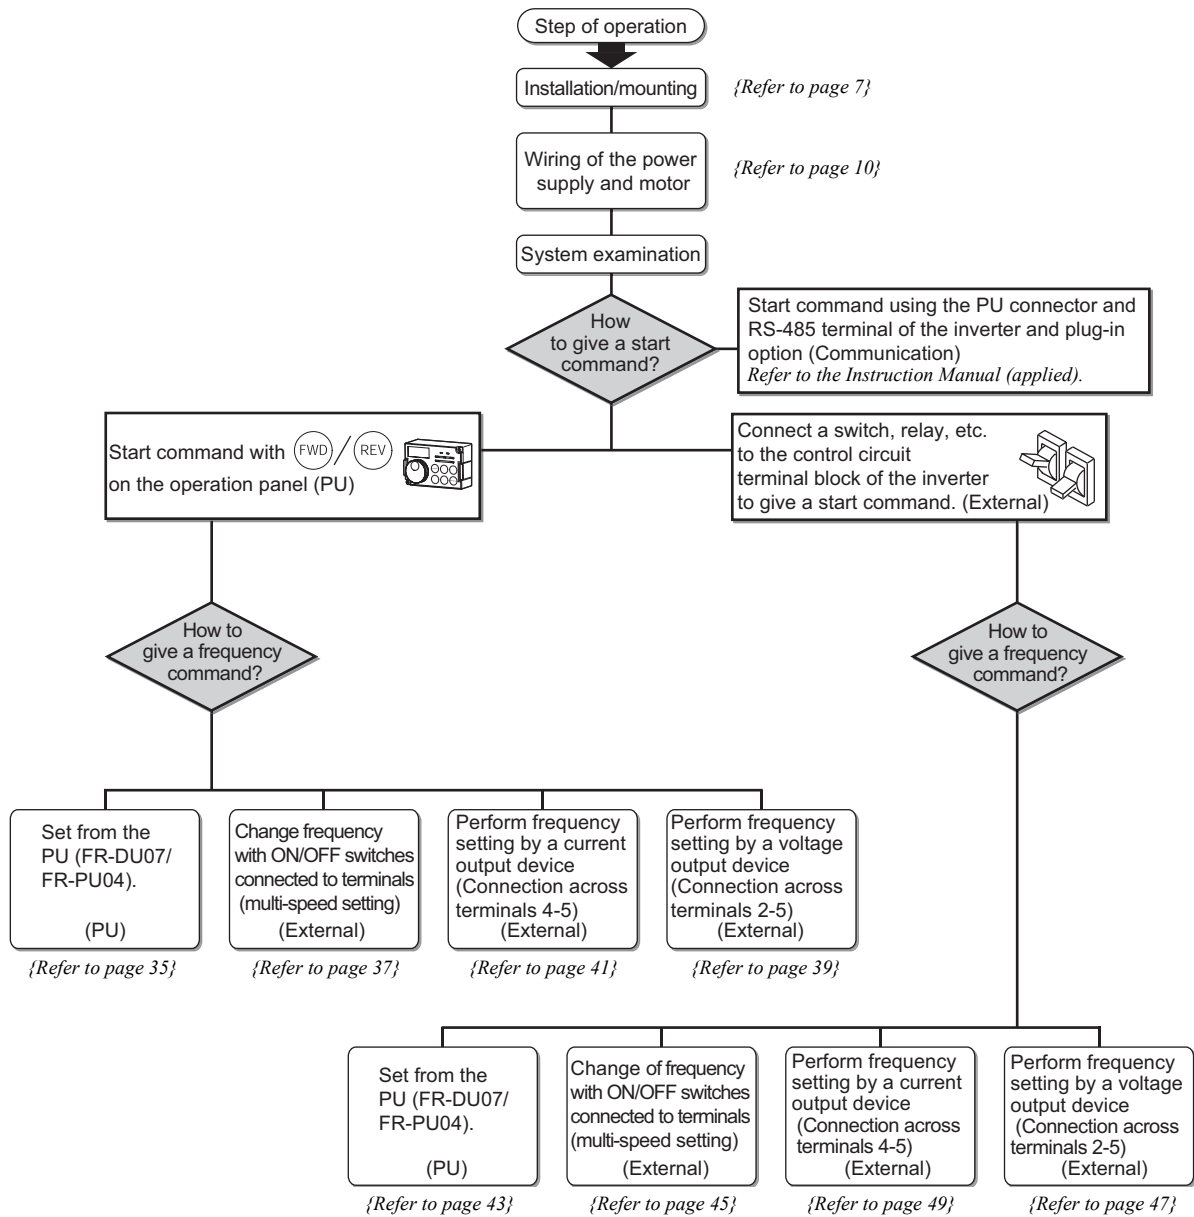 Step of operation
Installation/mounting
{Refer to page 7}
Wiring of the power
supply and motor
{Refer to page 10}
System examination
How
to give a start
command?
Start command using the PU connector and
RS-485 terminal of the inverter and plug-in
option (Communication)
Refer to the Instruction Manual (applied).
Start command with FWD / REV
on the operation panel (PU)
Connect a switch, relay, etc.
to the control circuit
terminal block of the inverter
to give a start command. (External)
How to
give a frequency
command?
How to
give a frequency
command?
Set from the
PU (FR-DU07/
FR-PU04).
(PU)
{Refer to page 35}
Change frequency
with ON/OFF switches
connected to terminals
(multi-speed setting)
(External)
{Refer to page 37}
Perform frequency
setting by a current
output device
(Connection across
terminals 4-5)
(External)
{Refer to page 41}
Perform frequency
setting by a voltage
output device
(Connection across
terminals 2-5)
(External)
{Refer to page 39}
Set from the
PU (FR-DU07/
FR-PU04).
(PU)
{Refer to page 43}
Change of frequency
with ON/OFF switches
connected to terminals
(multi-speed setting)
(External)
{Refer to page 45}
Perform frequency
setting by a current
output device
(Connection across
terminals 4-5)
(External)
{Refer to page 49}
Perform frequency
setting by a voltage
output device
(Connection across
terminals 2-5)
(External)
{Refer to page 47}